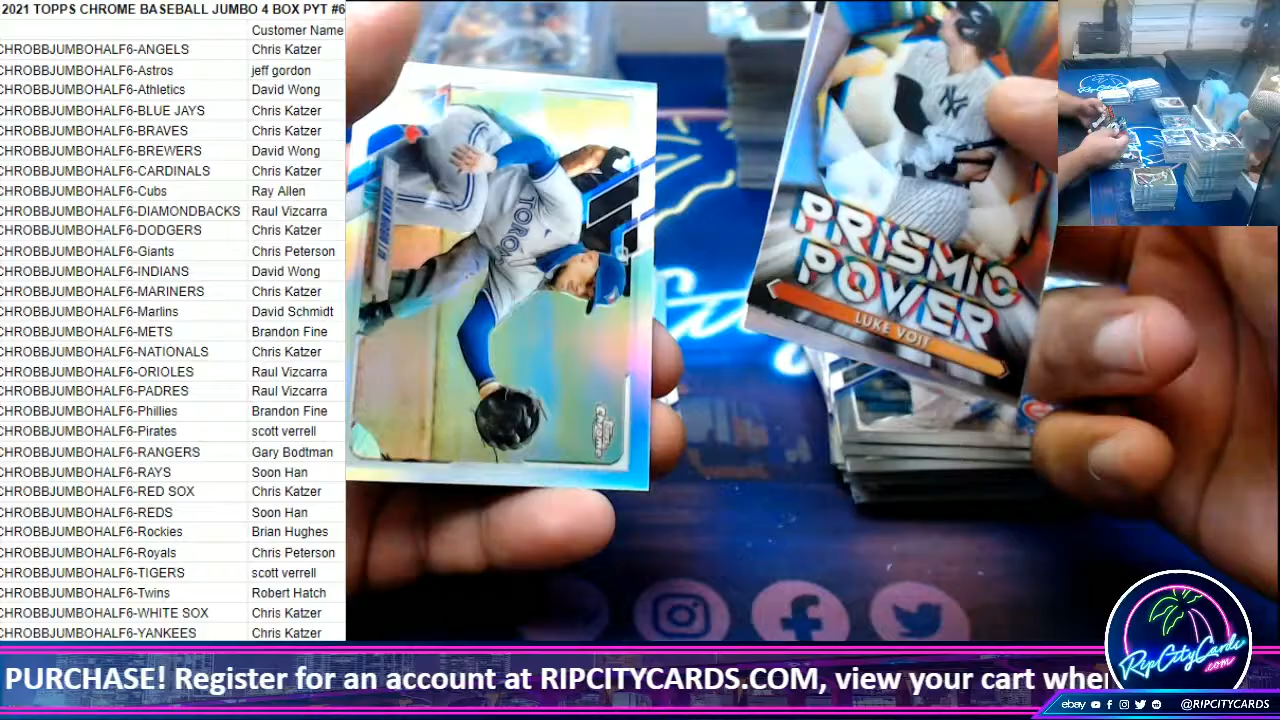 2021 TOPPS CHROME BASEBALL JUMBO 4 BOX PYT #6
Customer Name
CHROBBJUMBOHALF6-ANGELS Chris Katzer
CHROBBJUMBOHALF6-Astros jeff gordon
CHROBBJUMBOHALF6-Athletics David Wong
CHROBBJUMBOHALF6-BLUE JAYS Chris Katzer
CHROBBJUMBOHALF6-BRAVES Chris Katzer
CHROBBJUMBOHALF6-BREWERS David Wong
CHROBBJUMBOHALF6-CARDINALS Chris Katzer
CHROBBJUMBOHALF6-Cubs Ray Allen
CHROBBJUMBOHALF6-DIAMONDBACKS Raul Vizcarra
CHROBBJUMBOHALF6-DODGERS Chris Katzer
CHROBBJUMBOHALF6-Giants Chris Peterson
CHROBBJUMBOHALF6-INDIANS David Wong
CHROBBJUMBOHALF6-MARINERS Chris Katzer
CHROBBJUMBOHALF6-Marlins David Schmidt
CHROBBJUMBOHALF6-METS Brandon Fine
CHROBBJUMBOHALF6-NATIONALS Chris Katzer
CHROBBJUMBOHALF6-ORIOLES Raul Vizcarra
CHROBBJUMBOHALF6-PADRES Raul Vizcarra
CHROBBJUMBOHALF6-Phillies Brandon Fine
CHROBBJUMBOHALF6-Pirates scott verrell
CHROBBJUMBOHALF6-RANGERS Gary Bodtman
CHROBBJUMBOHALF6-RAYS Soon Han
CHROBBJUMBOHALF6-RED SOX Chris Katzer
CHROBBJUMBOHALF6-REDS Soon Han
CHROBBJUMBOHALF6-Rockies Brian Hughes
CHROBBJUMBOHALF6-Royals Chris Peterson
CHROBBJUMBOHALF6-TIGERS scott verrell
CHROBBJUMBOHALF6-Twins Robert Hatch
CHROBBJUMBOHALF6-WHITE SOX Chris Katzer
CHROBBJUMBOHALF6-YANKEES Chris Katzer
TORO
Topps Chrome
PRISMIC
POWER
LUKE VOIT
PURCHASE! Register for an account at RIPCITYCARDS.COM, view your cart whe
RipCityCards
.com
ebay @RIPCITYCARDS